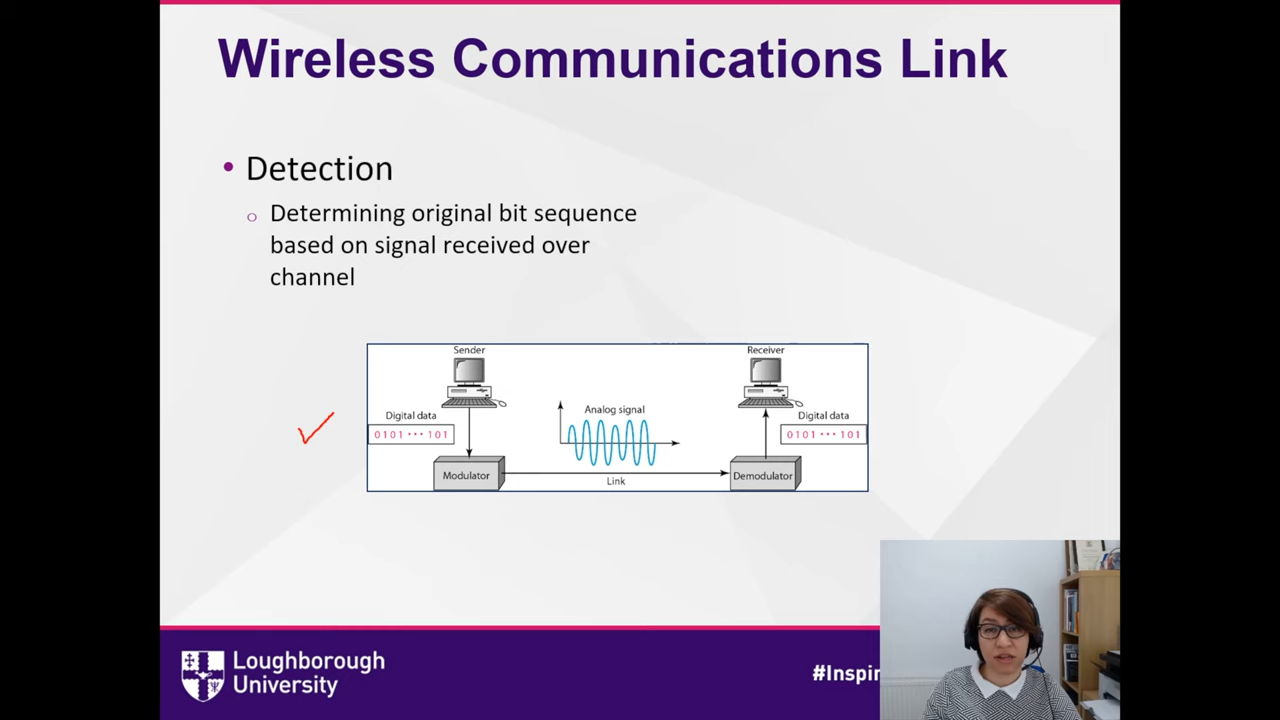 Wireless Communications Link
• Detection
o Determining original bit sequence
based on signal received over
channel
Sender
Receiver
Analog signal
Digital data
Digital data
0101 ··· 101
0101 ··· 101
Modulator
Demodulator
Link
Loughborough
University
#Inspir